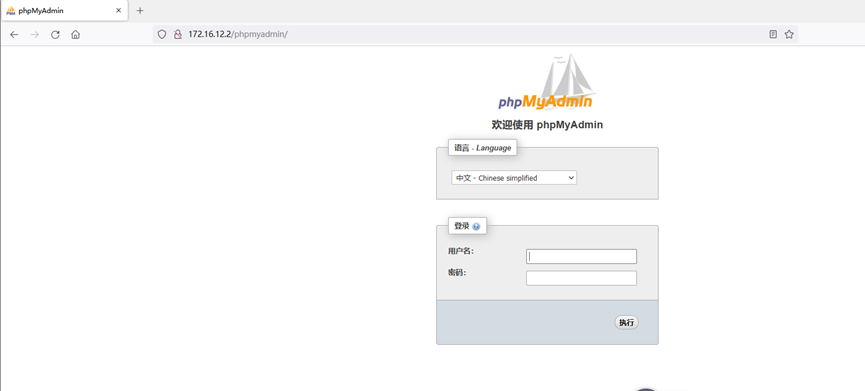 phpMyAdmin
172.16.12.2/phpmyadmin/
phpMyAdmin
欢迎使用 phpMyAdmin
语言 - Language
中文 - Chinese simplified
登录
用户名：
密码：
执行